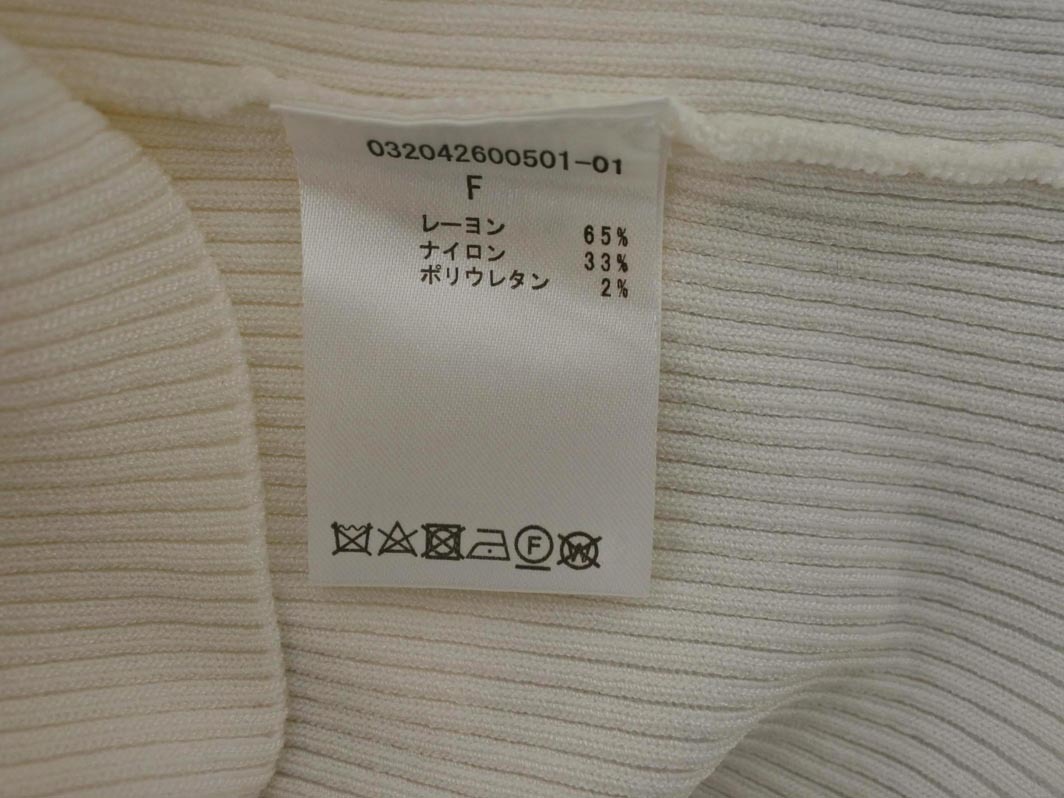 032042600501-01
F
レーヨン 65%
ナイロン 33%
ポリウレタン 2%
F W